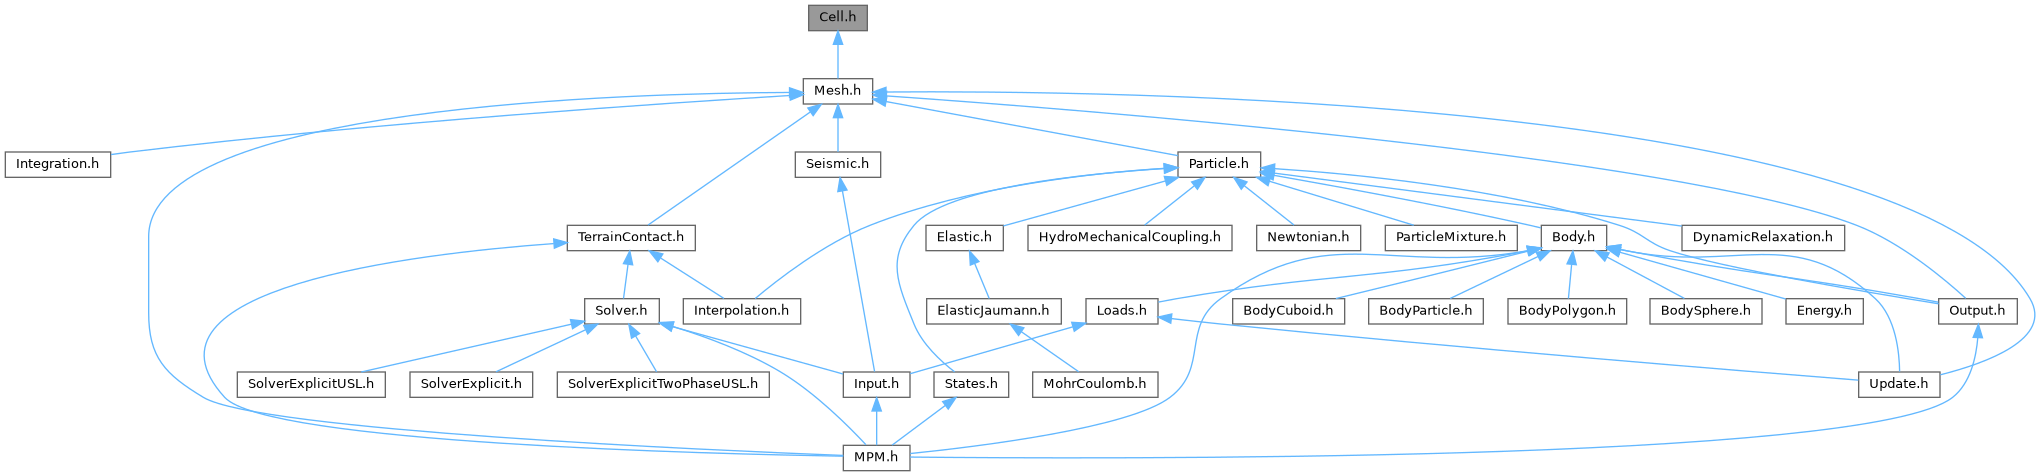 Cell.h
Mesh.h
Integration.h
Seismic.h
Particle.h
TerrainContact.h
Elastic.h
HydroMechanicalCoupling.h
Newtonian.h
ParticleMixture.h
Body.h
DynamicRelaxation.h
Solver.h
Interpolation.h
ElasticJaumann.h
Loads.h
BodyCuboid.h
BodyParticle.h
BodyPolygon.h
BodySphere.h
Energy.h
Output.h
SolverExplicitUSL.h
SolverExplicit.h
SolverExplicitTwoPhaseUSL.h
Input.h
States.h
MohrCoulomb.h
Update.h
MPM.h